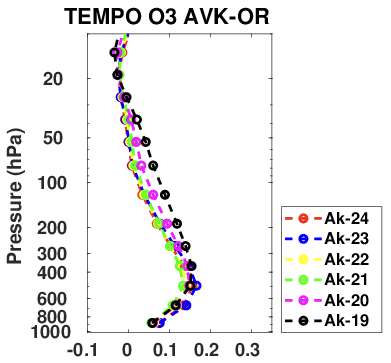 TEMPO O3 AVK-OR
Pressure (hPa)
20
50
100
200
300
400
600
800
1000
-0.1 0 0.1 0.2 0.3
Ak-24
Ak-23
Ak-22
Ak-21
Ak-20
Ak-19